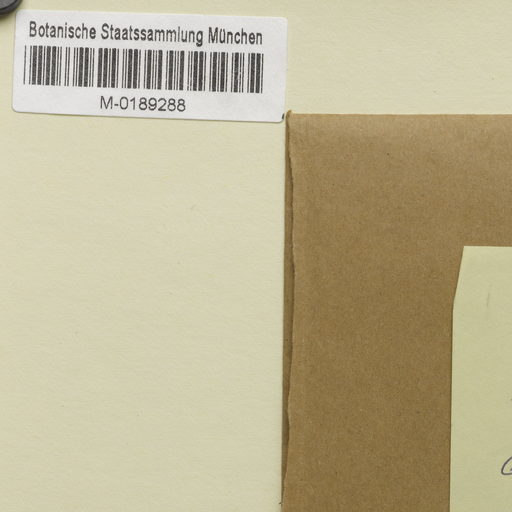 Botanische Staatssammlung München
M-0189288